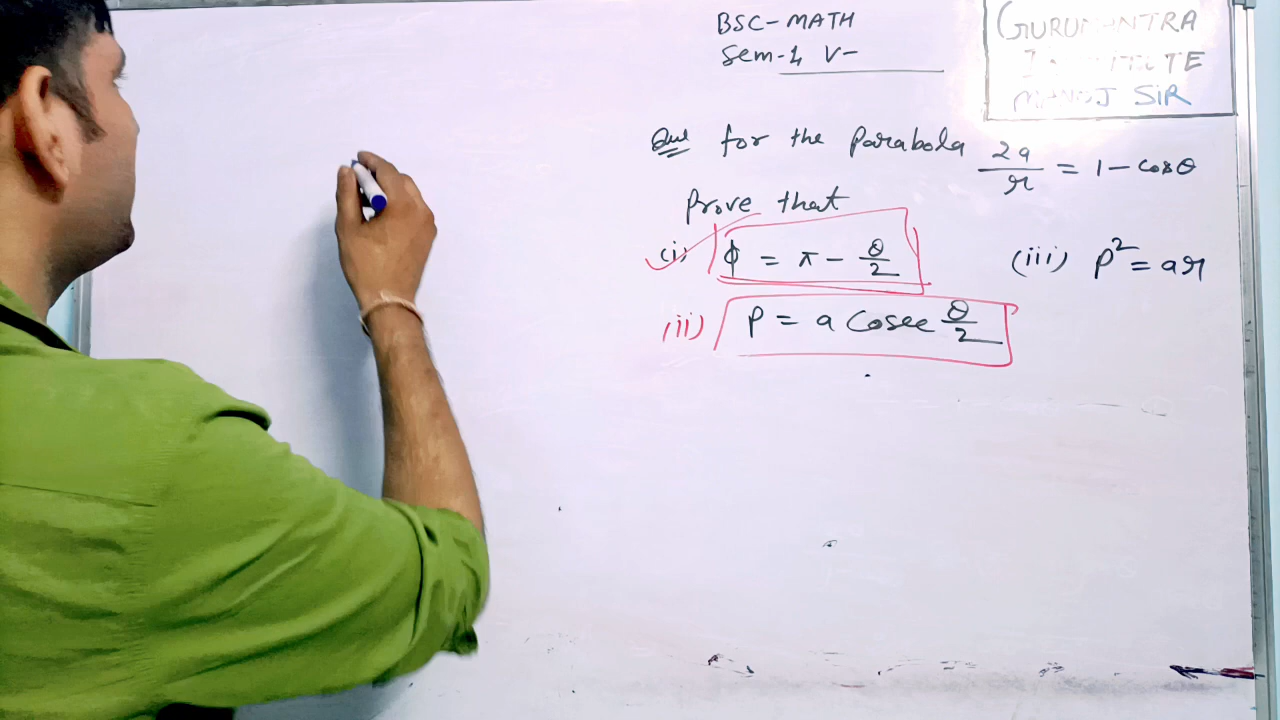 BSC-MATH
Sem-1, V-
GURUMANTRA
INSTITUTE
MANOJ SIR
Que for the Parabola 2a/r = 1 - cosθ
Prove that
(i) ϕ = π - θ/2
(iii) P² = ar
(ii) P = a Cosec θ/2